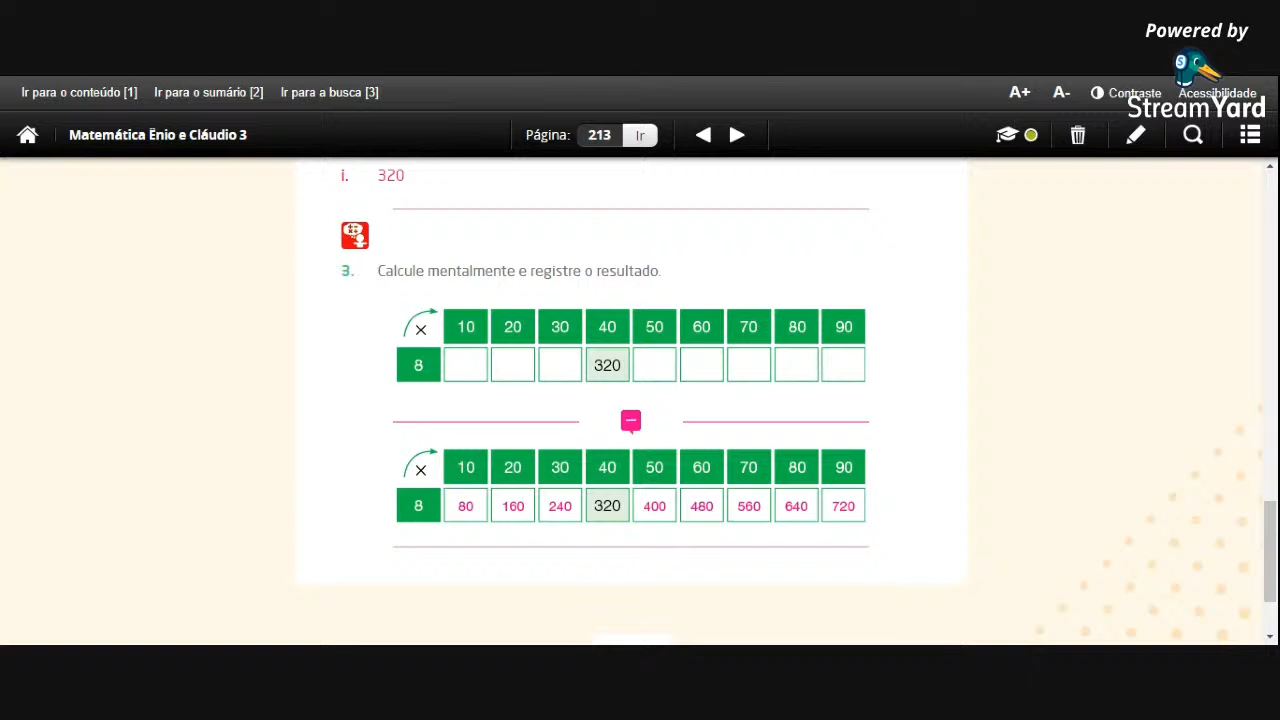 Powered by
StreamYard
Ir para o conteúdo [1] Ir para o sumário [2] Ir para a busca [3] A+ A- Contraste Acessibilidade
Matemática Ênio e Cláudio 3 Página: 213 Ir
i. 320
3. Calcule mentalmente e registre o resultado.
× 10 20 30 40 50 60 70 80 90
8 320
× 10 20 30 40 50 60 70 80 90
8 80 160 240 320 400 480 560 640 720